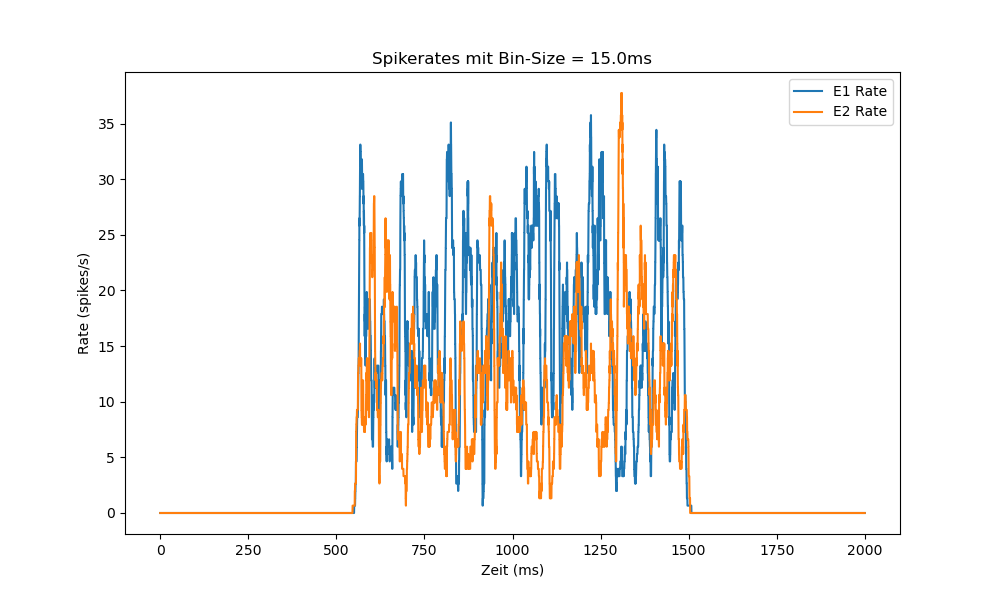 Spikerates mit Bin-Size = 15.0ms
E1 Rate
E2 Rate
Rate (spikes/s)
35
30
25
20
15
10
5
0
0 250 500 750 1000 1250 1500 1750 2000
Zeit (ms)